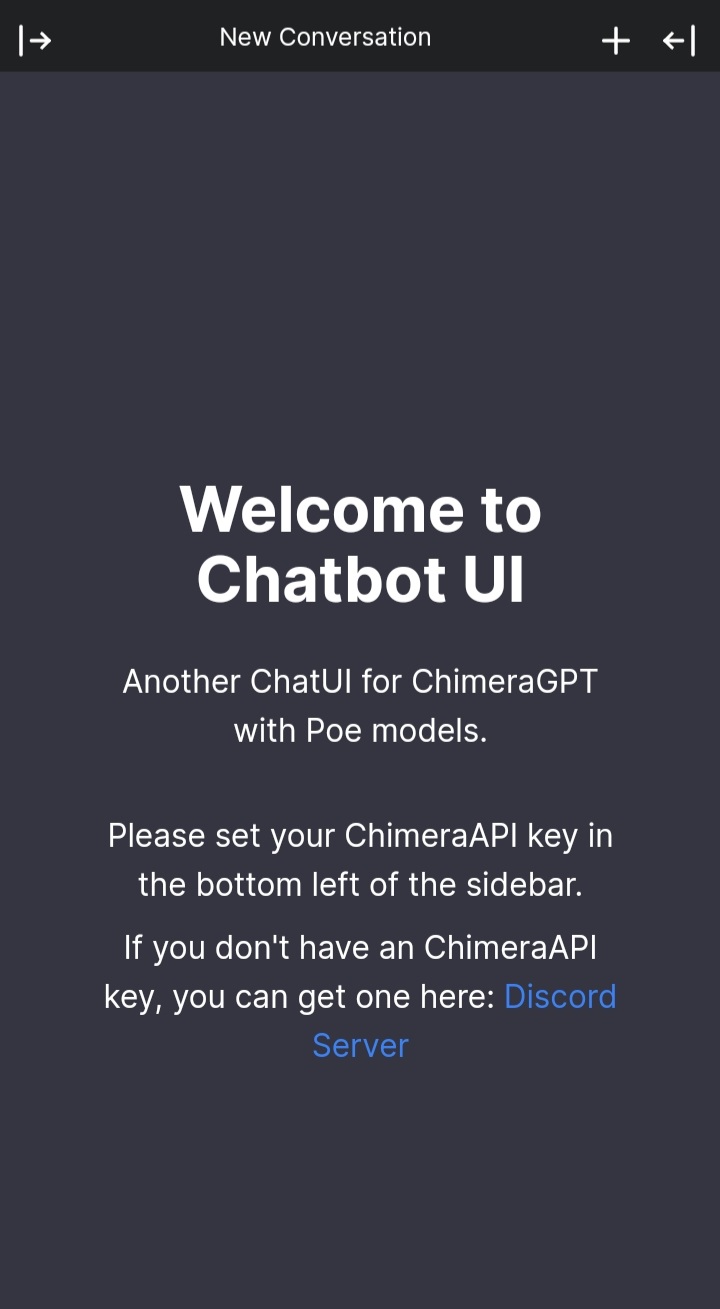 New Conversation
Welcome to
Chatbot UI
Another ChatUI for ChimeraGPT
with Poe models.
Please set your ChimeraAPI key in
the bottom left of the sidebar.
If you don't have an ChimeraAPI
key, you can get one here: Discord
Server